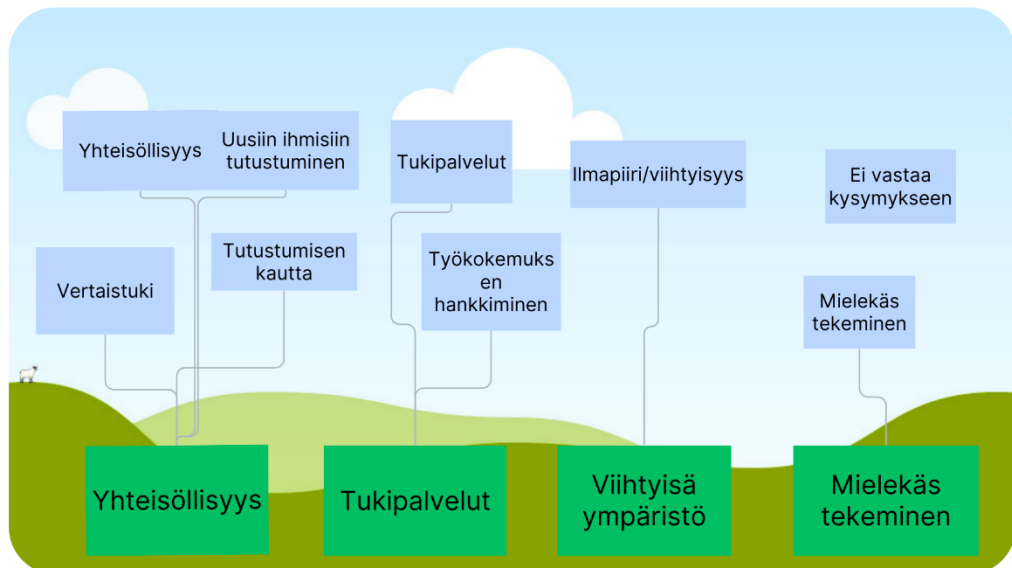 Yhteisöllisyys
Uusiin ihmisiin
tutustuminen
Tukipalvelut
Ilmapiiri/viihtyisyys
Ei vastaa
kysymykseen
Vertaistuki
Tutustumisen
kautta
Työkokemuks
en
hankkiminen
Mielekäs
tekeminen
Yhteisöllisyys
Tukipalvelut
Viihtyisä
ympäristö
Mielekäs
tekeminen